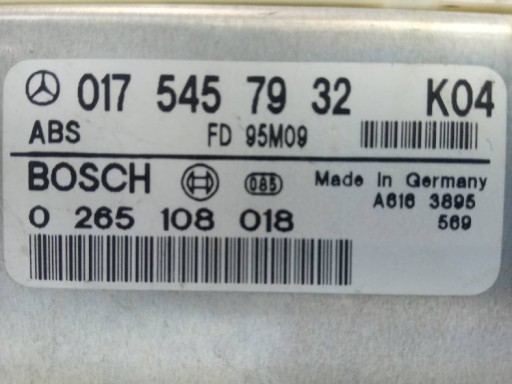 017 545 79 32 K04
ABS FD 95M09
BOSCH 085 Made in Germany
A616 3895
0 265 108 018 569